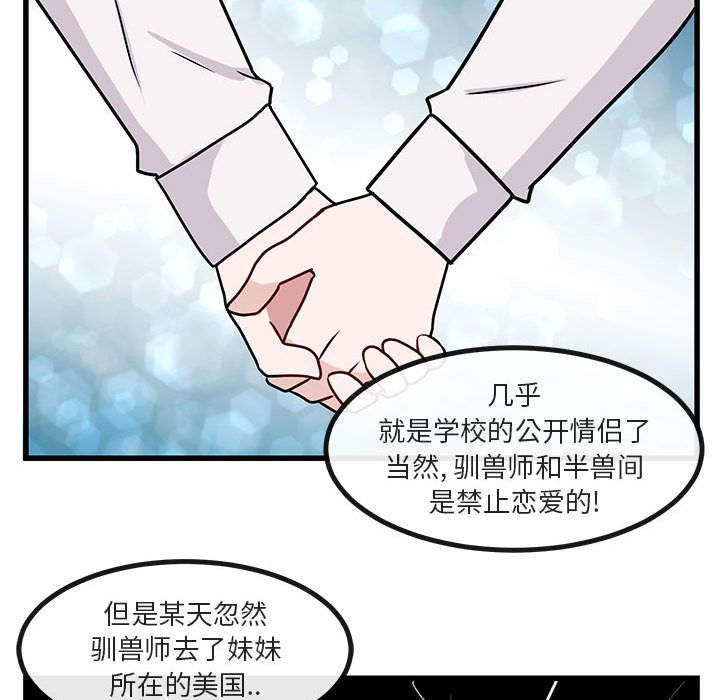 几乎
就是学校的公开情侣了
当然, 驯兽师和半兽间
是禁止恋爱的!
但是某天忽然
驯兽师去了妹妹
所在的美国..